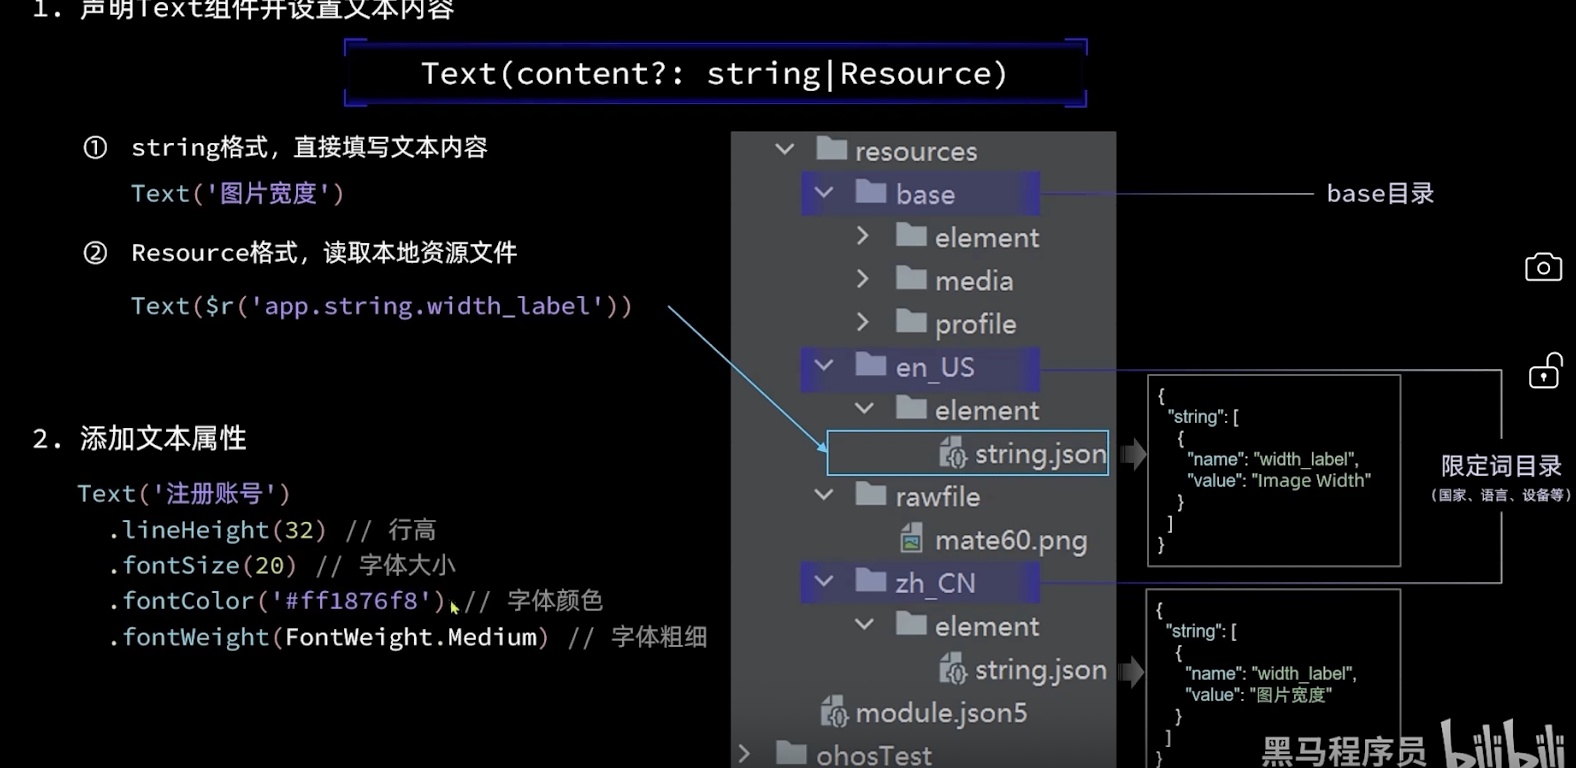 1. 声明Text组件并设置文本内容
Text(content?: string|Resource)
① string格式，直接填写文本内容
Text('图片宽度')
② Resource格式，读取本地资源文件
Text($r('app.string.width_label'))
2. 添加文本属性
Text('注册账号')
.lineHeight(32) // 行高
.fontSize(20) // 字体大小
.fontColor('#ff1876f8') // 字体颜色
.fontWeight(FontWeight.Medium) // 字体粗细
resources
base
element
media
profile
en_US
element
string.json
rawfile
mate60.png
zh_CN
element
string.json
module.json5
ohosTest
base目录
{
"string": [
{
"name": "width_label",
"value": "Image Width"
}
]
}
限定词目录
（国家、语言、设备等）
{
"string": [
{
"name": "width_label",
"value": "图片宽度"
}
]
}
黑马程序员 bilibili